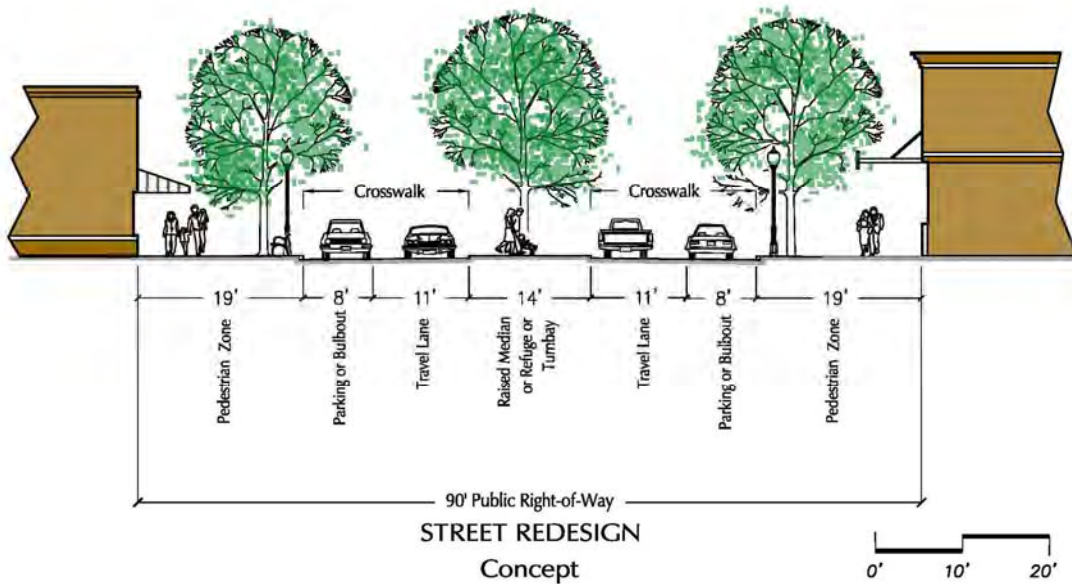 Crosswalk
Crosswalk
19' 8' 11' 14' 11' 8' 19'
Pedestrian Zone
Parking or Bulbout
Travel Lane
Raised Median
or Refuge or
Turnbay
Travel Lane
Parking or Bulbout
Pedestrian Zone
90' Public Right-of-Way
STREET REDESIGN
Concept
0' 10' 20'